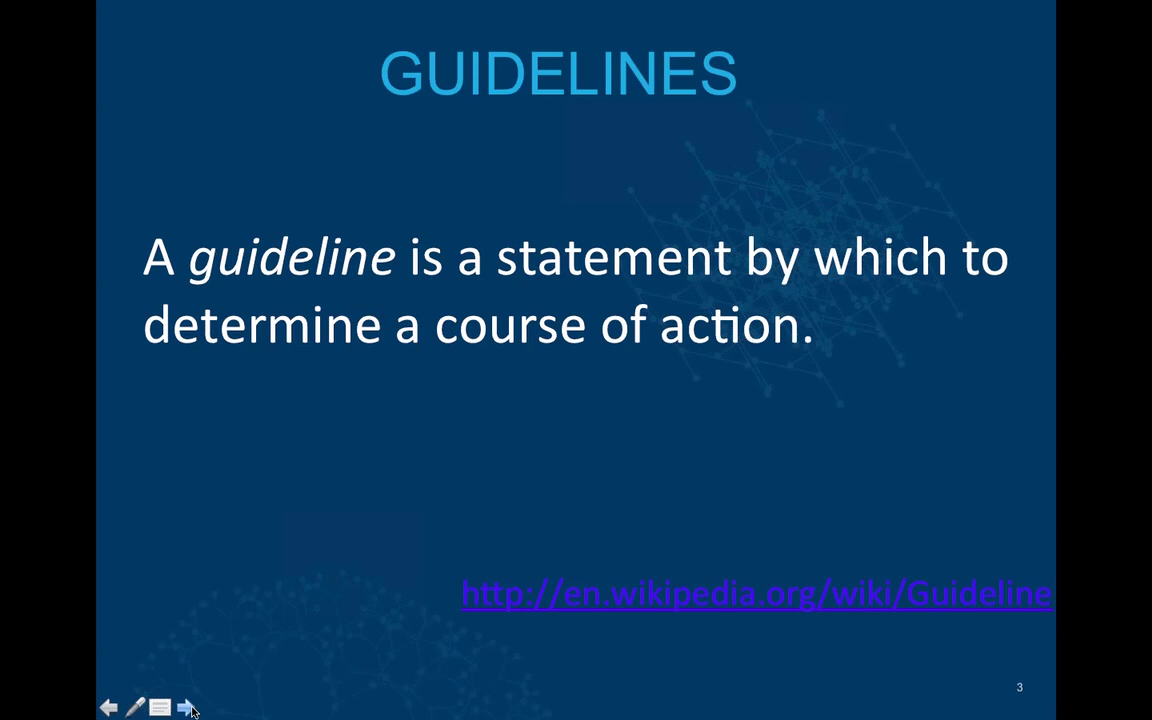 GUIDELINES
A guideline is a statement by which to
determine a course of action.
http://en.wikipedia.org/wiki/Guideline
3